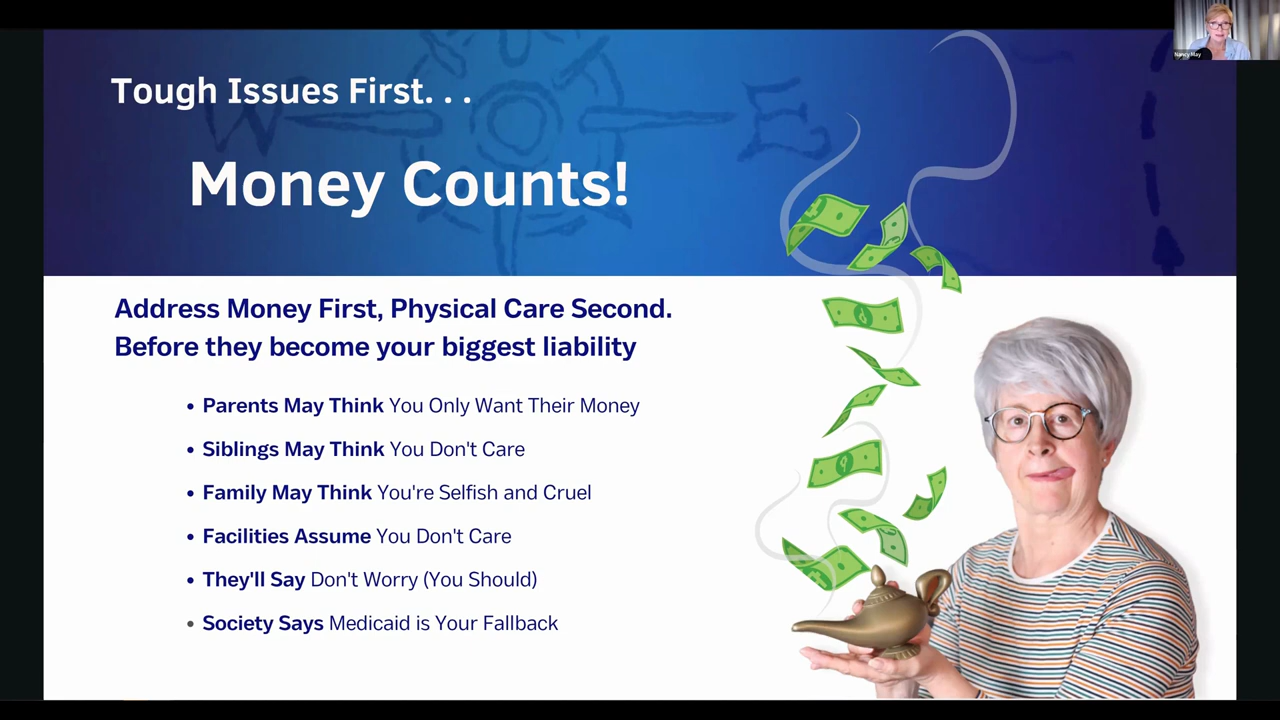 Tough Issues First. . .
Money Counts!
Address Money First, Physical Care Second.
Before they become your biggest liability
• Parents May Think You Only Want Their Money
• Siblings May Think You Don't Care
• Family May Think You're Selfish and Cruel
• Facilities Assume You Don't Care
• They'll Say Don't Worry (You Should)
• Society Says Medicaid is Your Fallback
W
E
Nancy May